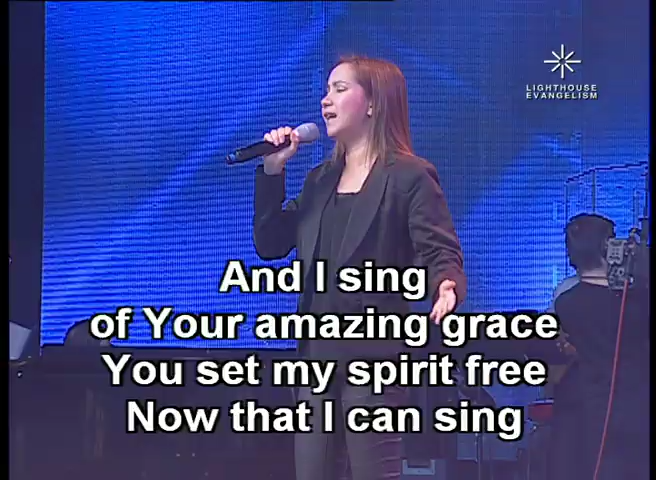 LIGHTHOUSE
EVANGELISM
And I sing
of Your amazing grace
You set my spirit free
Now that I can sing